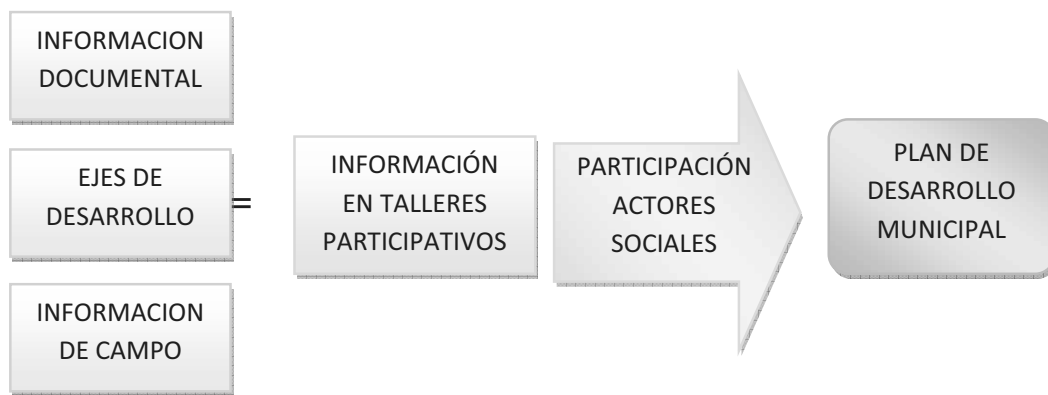 INFORMACION
DOCUMENTAL
EJES DE
DESARROLLO
=
INFORMACION
DE CAMPO
INFORMACIÓN
EN TALLERES
PARTICIPATIVOS
PARTICIPACIÓN
ACTORES
SOCIALES
PLAN DE
DESARROLLO
MUNICIPAL